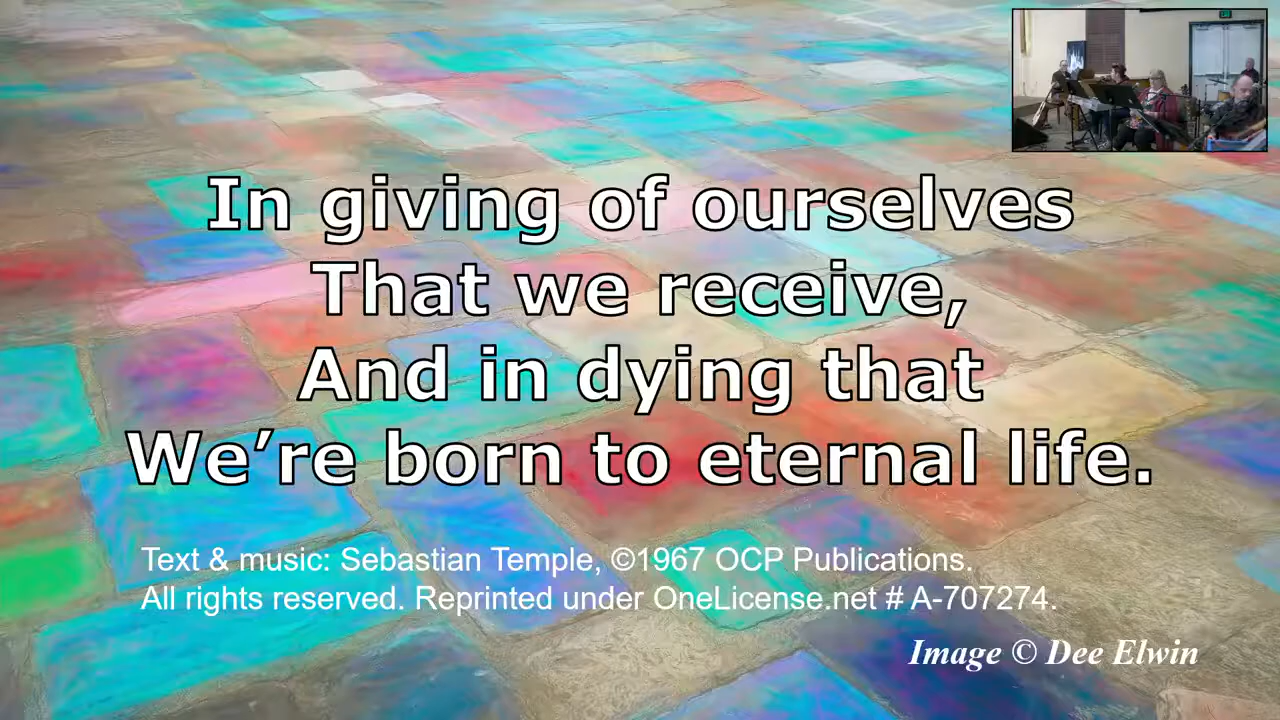 In giving of ourselves
That we receive,
And in dying that
We’re born to eternal life.
Text & music: Sebastian Temple, ©1967 OCP Publications.
All rights reserved. Reprinted under OneLicense.net # A-707274.
Image © Dee Elwin